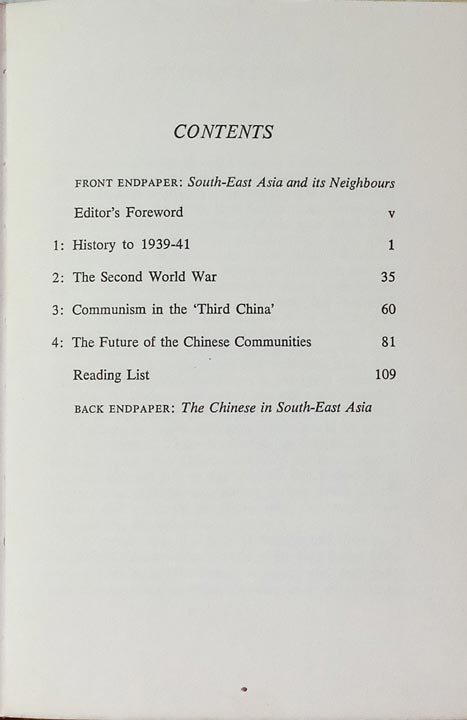 CONTENTS
FRONT ENDPAPER: South-East Asia and its Neighbours
Editor's Foreword v
1: History to 1939-41 1
2: The Second World War 35
3: Communism in the 'Third China' 60
4: The Future of the Chinese Communities 81
Reading List 109
BACK ENDPAPER: The Chinese in South-East Asia